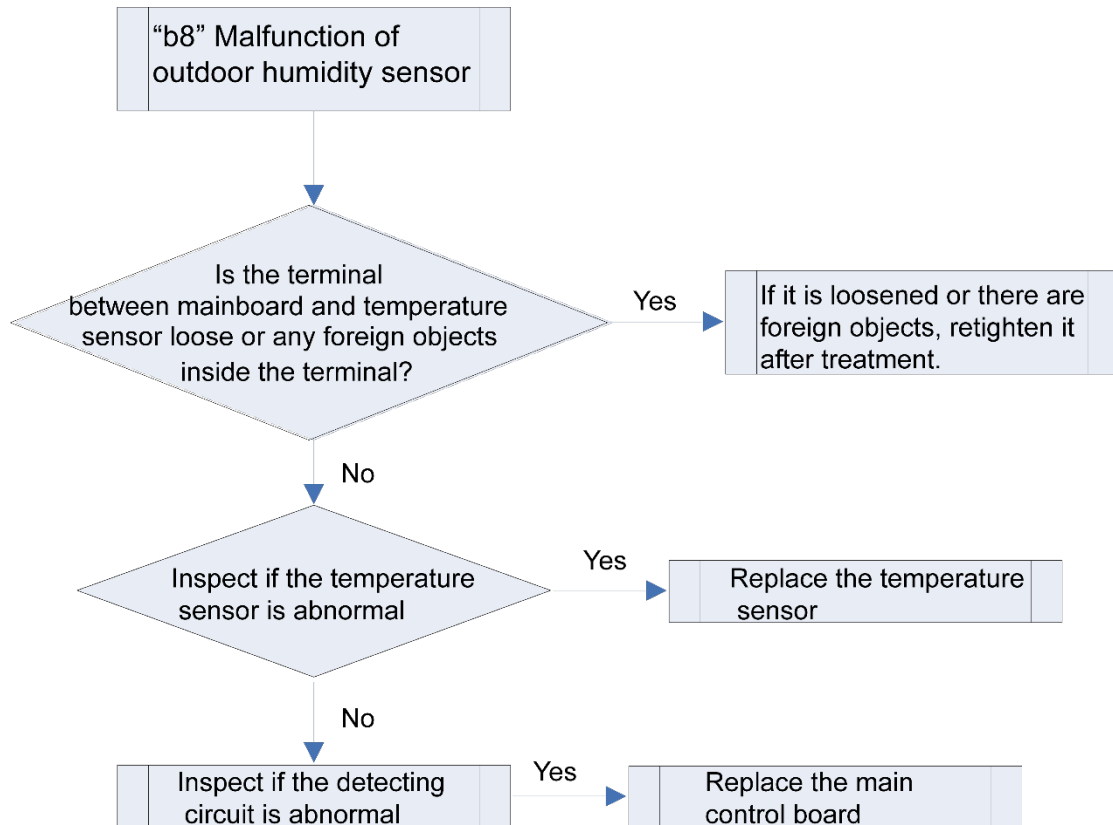 “b8” Malfunction of
outdoor humidity sensor
Is the terminal
between mainboard and temperature
sensor loose or any foreign objects
inside the terminal?
Yes
If it is loosened or there are
foreign objects, retighten it
after treatment.
No
Inspect if the temperature
sensor is abnormal
Yes
Replace the temperature
sensor
No
Inspect if the detecting
circuit is abnormal
Yes
Replace the main
control board